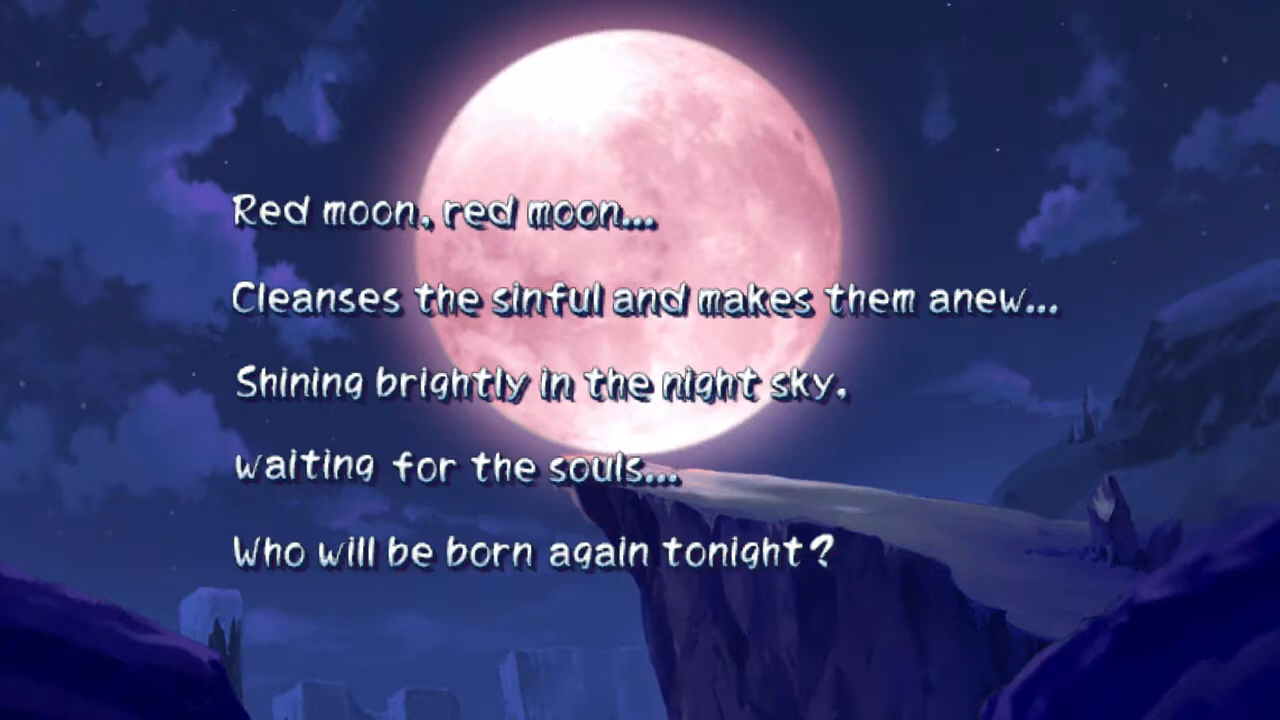 Red moon, red moon...
Cleanses the sinful and makes them anew...
Shining brightly in the night sky,
waiting for the souls...
Who will be born again tonight?